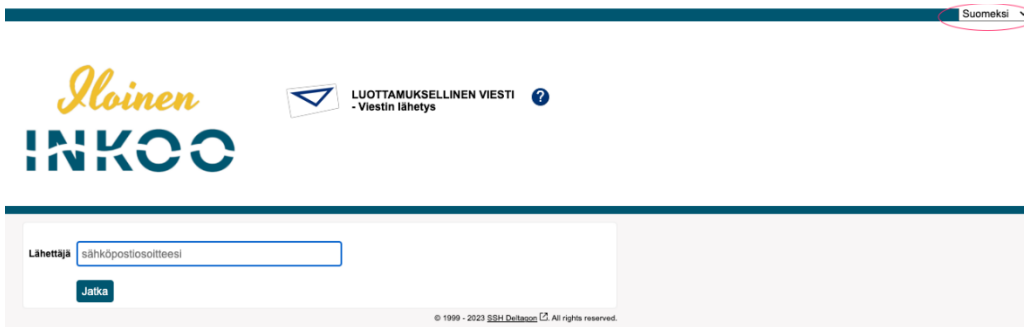 Suomeksi
Iloinen
INKOO
LUOTTAMUKSELLINEN VIESTI
- Viestin lähetys
?
Lähettäjä sähköpostiosoitteesi
Jatka
© 1999 - 2023 SSH Deltagon. All rights reserved.